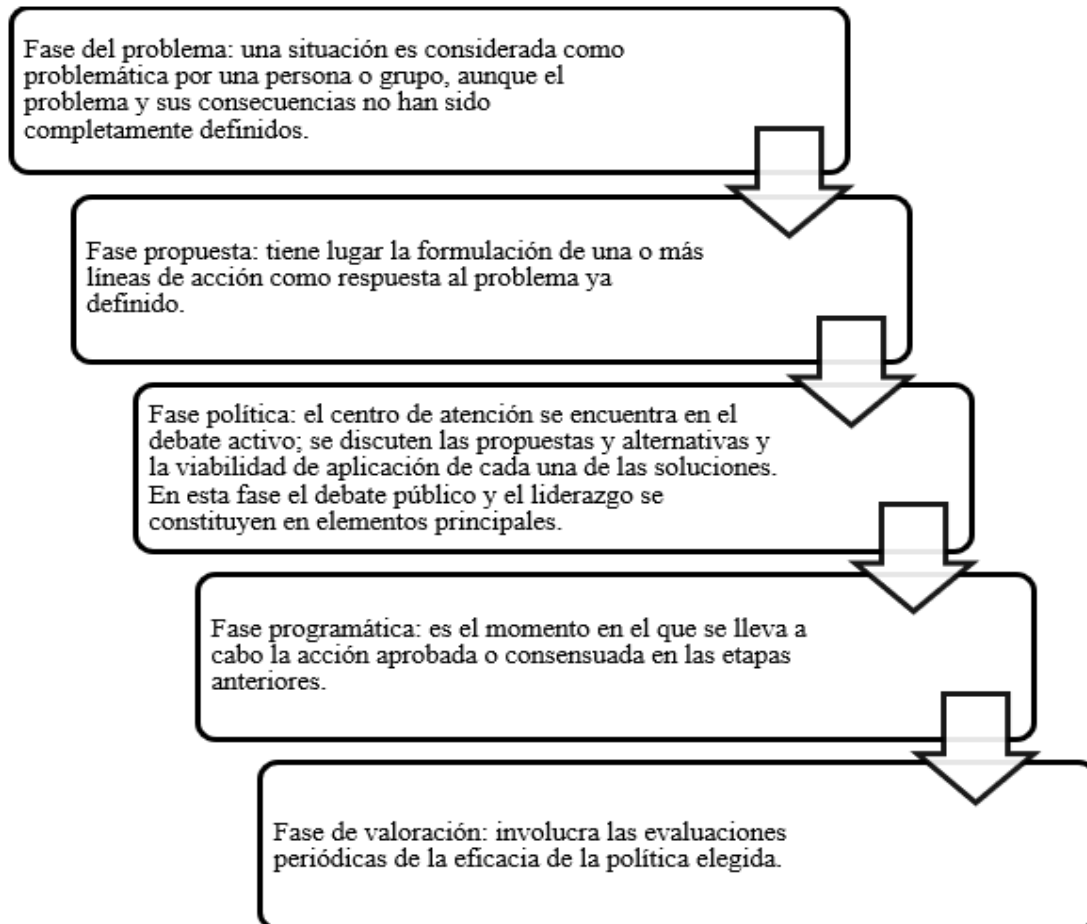 Fase del problema: una situación es considerada como
problemática por una persona o grupo, aunque el
problema y sus consecuencias no han sido
completamente definidos.
Fase propuesta: tiene lugar la formulación de una o más
líneas de acción como respuesta al problema ya
definido.
Fase política: el centro de atención se encuentra en el
debate activo; se discuten las propuestas y alternativas y
la viabilidad de aplicación de cada una de las soluciones.
En esta fase el debate público y el liderazgo se
constituyen en elementos principales.
Fase programática: es el momento en el que se lleva a
cabo la acción aprobada o consensuada en las etapas
anteriores.
Fase de valoración: involucra las evaluaciones
periódicas de la eficacia de la política elegida.